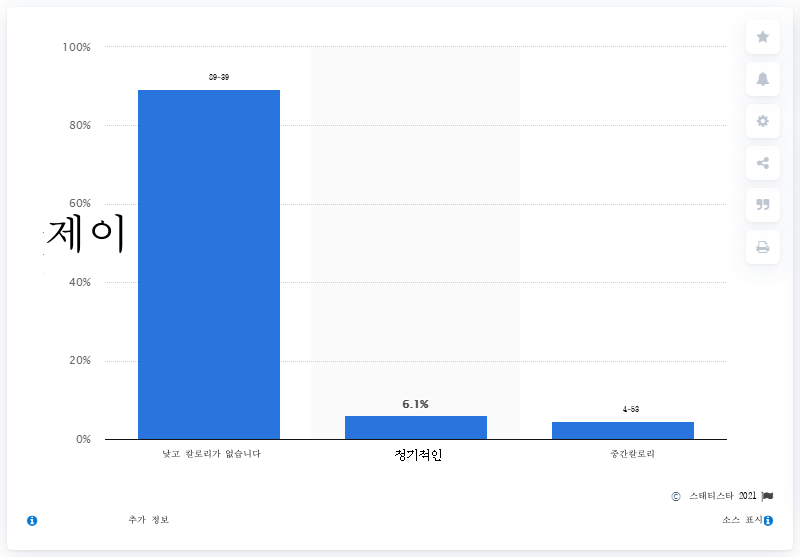 100%
89-89
80%
60%
제이
40%
20%
6.1%
4-53
0%
낮고 칼로리가 없습니다
정기적인
중간칼로리
© 스태티스타 2021
추가 정보
소스 표시